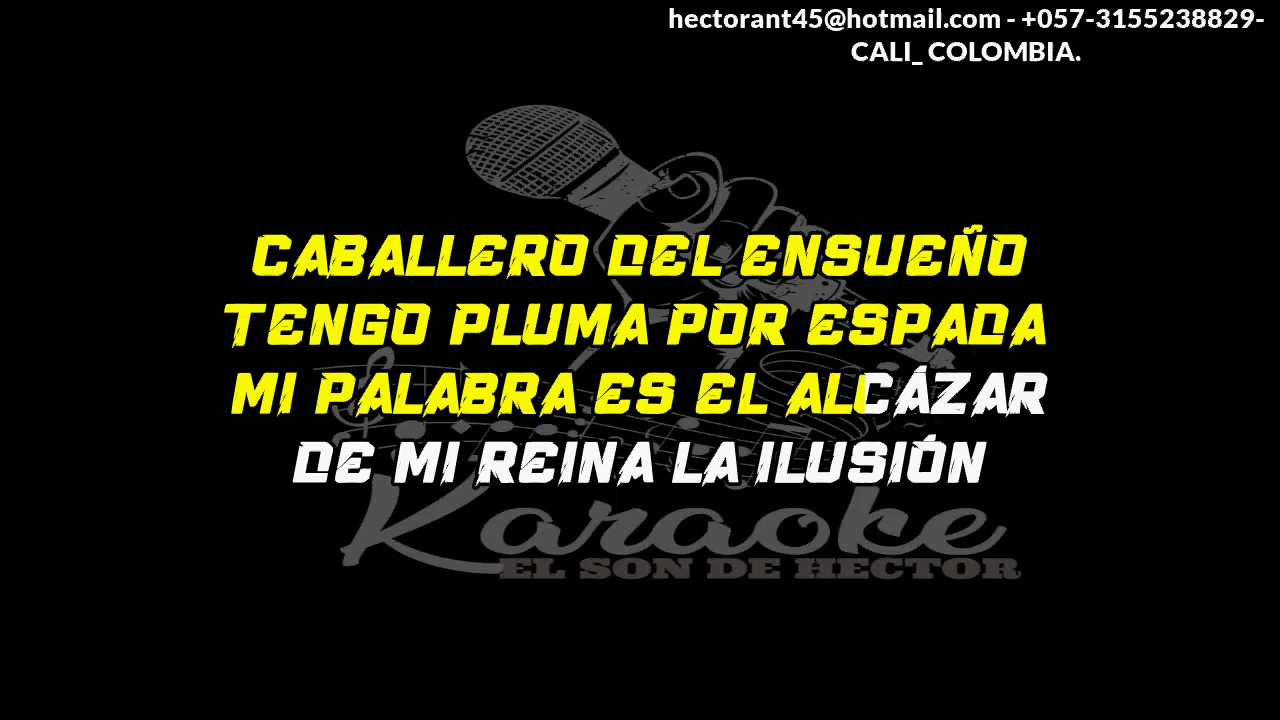 hectorant45@hotmail.com - +057-3155238829-
CALI_ COLOMBIA.
CABALLERO DEL ENSUEÑO
TENGO PLUMA POR ESPADA
MI PALABRA ES EL ALCÁZAR
DE MI REINA LA ILUSIÓN
Karaoke
EL SON DE HECTOR